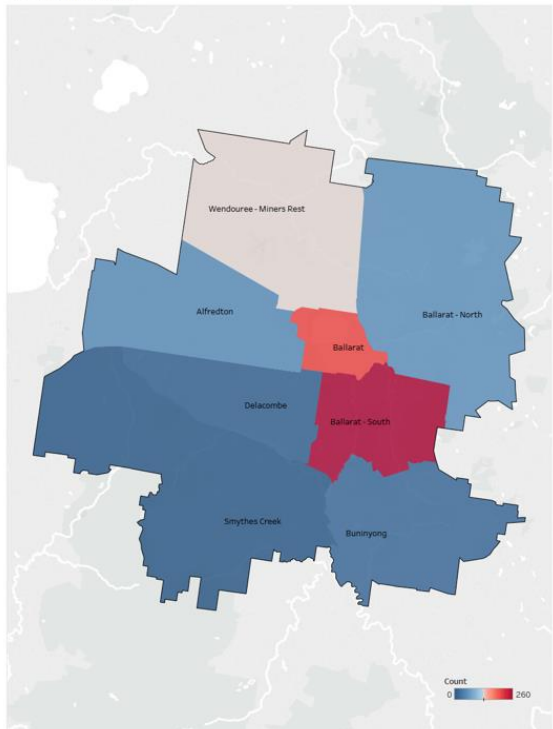 Wendouree - Miners Rest
Alfredton
Ballarat - North
Ballarat
Delacombe
Ballarat - South
Smythes Creek
Buninyong
Count
0 260